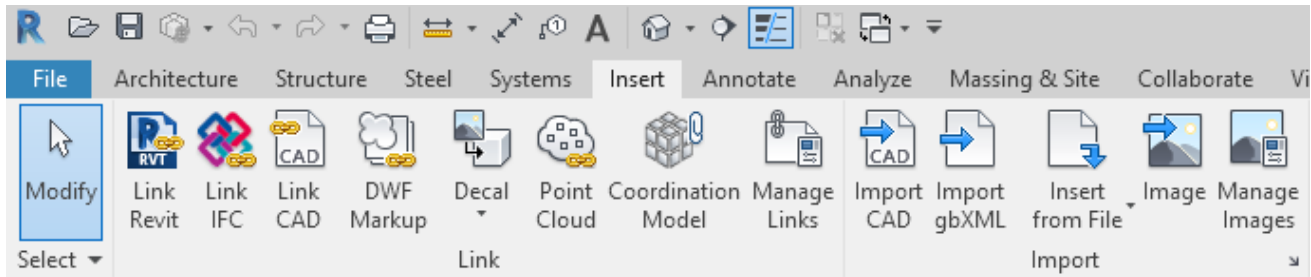 File Architecture Structure Steel Systems Insert Annotate Analyze Massing & Site Collaborate Vi
Modify Link Revit Link IFC Link CAD DWF Markup Decal Point Cloud Coordination Model Manage Links Import CAD Import gbXML Insert from File Image Manage Images
RVT CAD CAD
Select Link Import